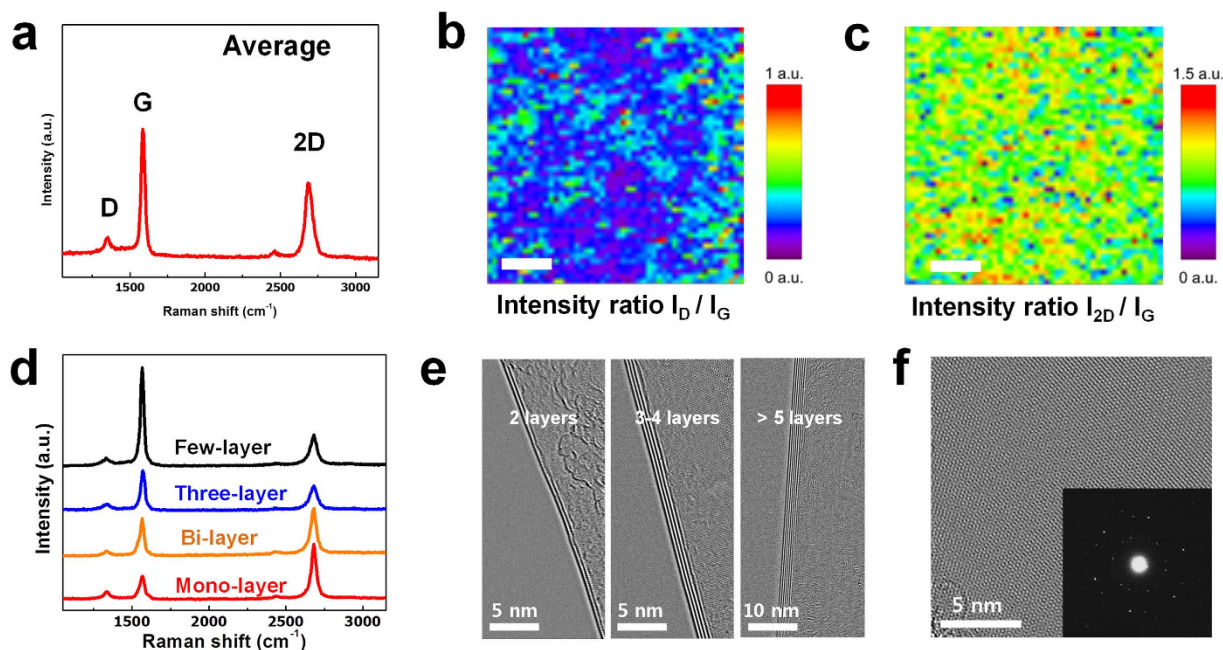 a
Average
D
G
2D
Intensity (a.u.)
1500
2000
2500
3000
Raman shift (cm⁻¹)
b
1 a.u.
0 a.u.
Intensity ratio I_D / I_G
c
1.5 a.u.
0 a.u.
Intensity ratio I_2D / I_G
d
Few-layer
Three-layer
Bi-layer
Mono-layer
Intensity (a.u.)
1500
2000
2500
3000
Raman shift (cm⁻¹)
e
2 layers
5 nm
3-4 layers
5 nm
> 5 layers
10 nm
f
5 nm